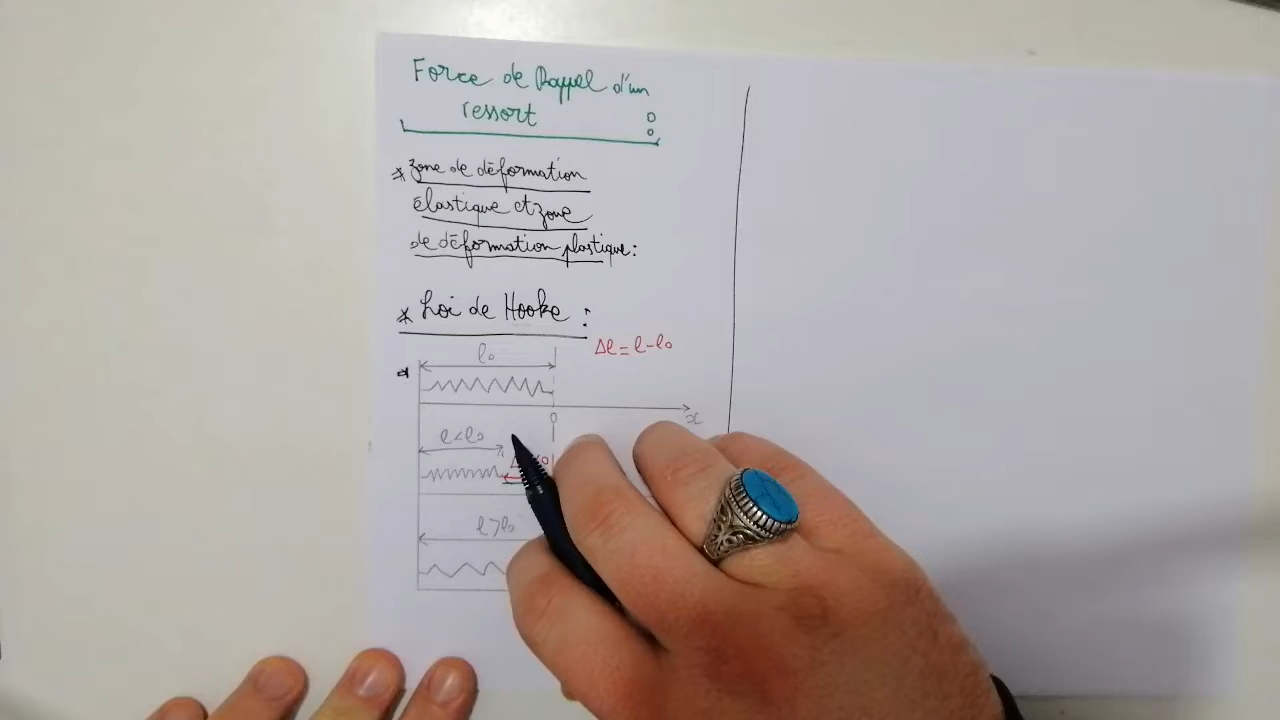 Force de Rappel d'un
ressort :
* zone de déformation
élastique et zone
de déformation plastique:
* Loi de Hooke :
l₀
Δl = l - l₀
0
x
l < l₀
l > l₀